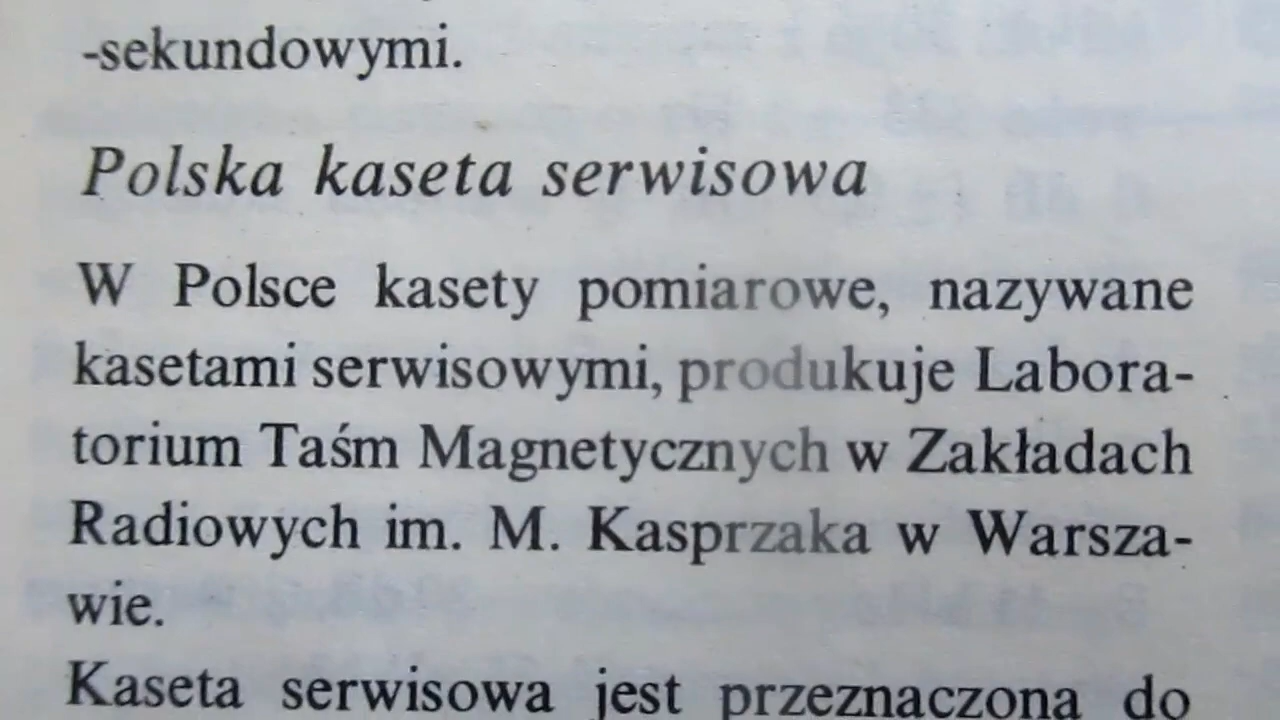 -sekundowymi.
Polska kaseta serwisowa
W Polsce kasety pomiarowe, nazywane
kasetami serwisowymi, produkuje Labora-
torium Taśm Magnetycznych w Zakładach
Radiowych im. M. Kasprzaka w Warsza-
wie.
Kaseta serwisowa jest przeznaczona do